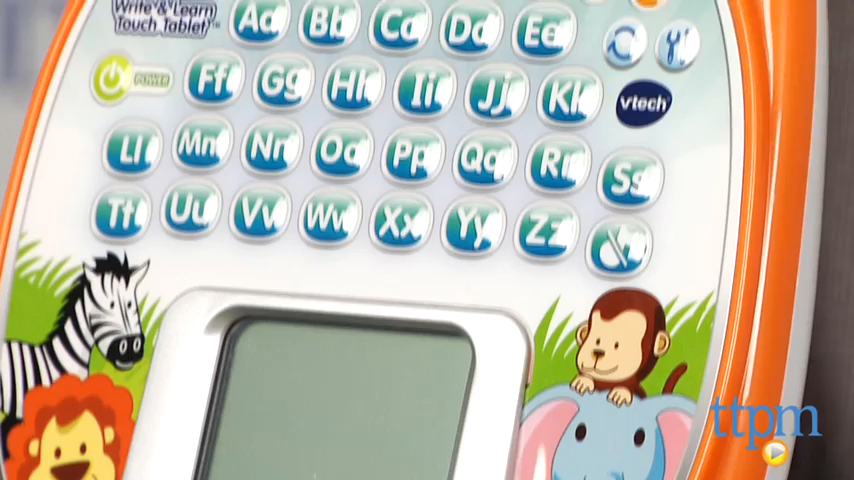 Write & Learn
Touch Tablet™
Aa Bb Cc Dd Ee
POWER
Ff Gg Hh Ii Jj Kk
vtech
Ll Mm Nn Oo Pp Qq Rr Ss
Tt Uu Vv Ww Xx Yy Zz
ttpm